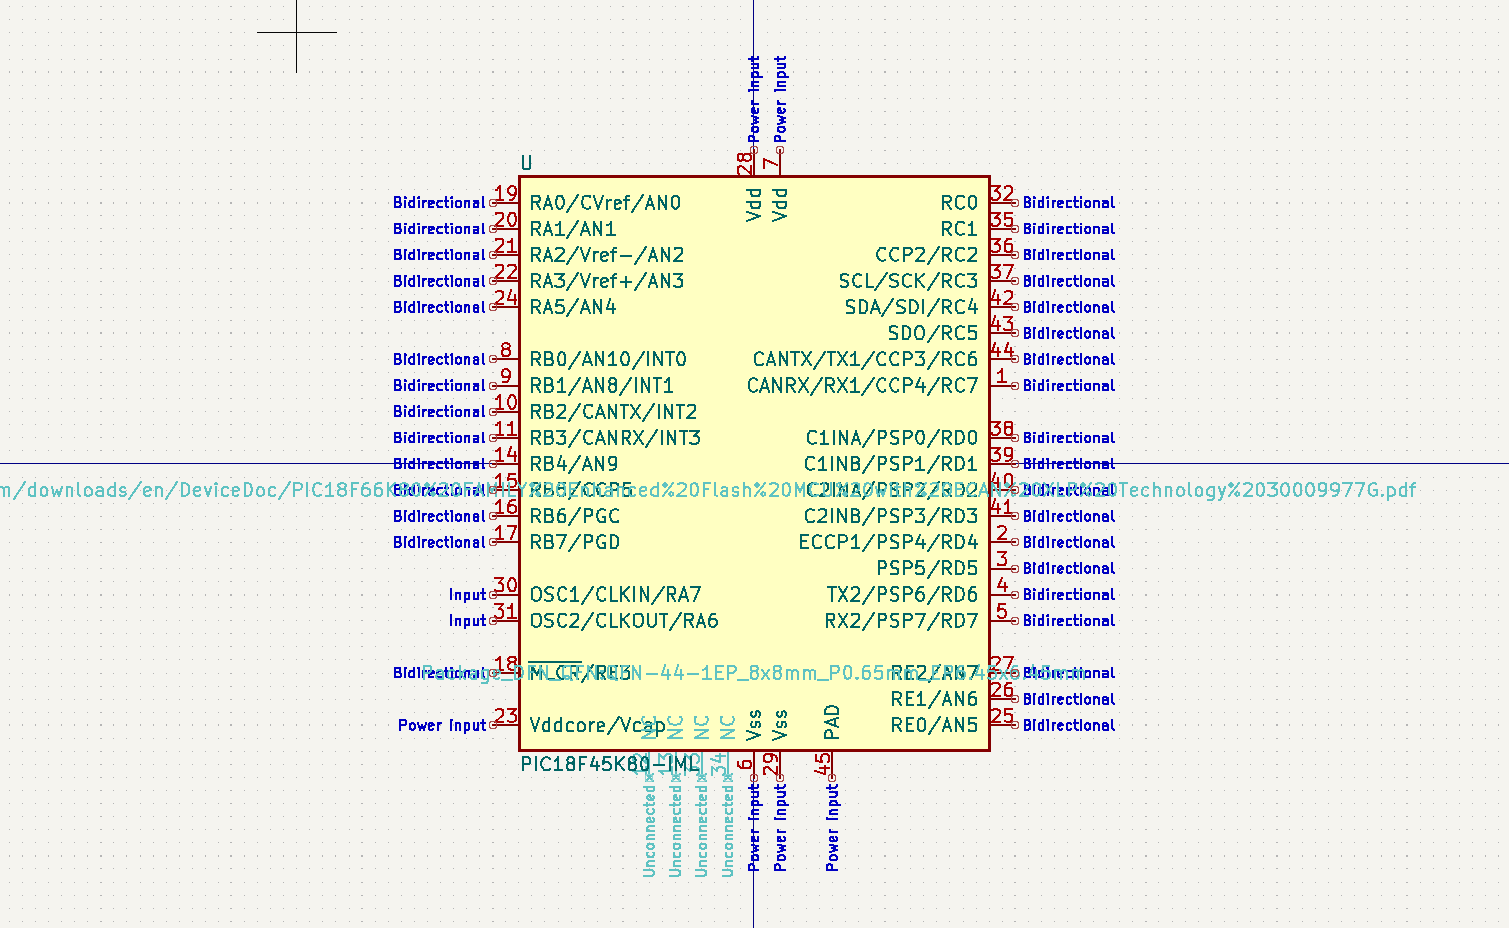 Power Input Power Input
28 7
U
Vdd Vdd
Bidirectional 19 RA0/CVref/AN0 RC0 32 Bidirectional
Bidirectional 20 RA1/AN1 RC1 35 Bidirectional
Bidirectional 21 RA2/Vref-/AN2 CCP2/RC2 36 Bidirectional
Bidirectional 22 RA3/Vref+/AN3 SCL/SCK/RC3 37 Bidirectional
Bidirectional 24 RA5/AN4 SDA/SDI/RC4 42 Bidirectional
SDO/RC5 43 Bidirectional
Bidirectional 8 RB0/AN10/INT0 CANTX/TX1/CCP3/RC6 44 Bidirectional
Bidirectional 9 RB1/AN8/INT1 CANRX/RX1/CCP4/RC7 1 Bidirectional
Bidirectional 10 RB2/CANTX/INT2
Bidirectional 11 RB3/CANRX/INT3 C1INA/PSP0/RD0 38 Bidirectional
Bidirectional 14 RB4/AN9 C1INB/PSP1/RD1 39 Bidirectional
Bidirectional 15 RB5/CCP5 C2INA/PSP2/RD2 40 Bidirectional
m/downloads/en/DeviceDoc/PIC18F66K80%20FAMILY Enhanced%20Flash%20MCU%20with%20ECAN%20XLP%20Technology%2030009977G.pdf
Bidirectional 16 RB6/PGC C2INB/PSP3/RD3 41 Bidirectional
Bidirectional 17 RB7/PGD ECCP1/PSP4/RD4 2 Bidirectional
PSP5/RD5 3 Bidirectional
Input 30 OSC1/CLKIN/RA7 TX2/PSP6/RD6 4 Bidirectional
Input 31 OSC2/CLKOUT/RA6 RX2/PSP7/RD7 5 Bidirectional
Bidirectional 18 MCLR/RE3 RE2/AN7 27 Bidirectional
Package_DFN_QFN:QFN-44-1EP_8x8mm_P0.65mm_EP6.45x6.45mm
RE1/AN6 26 Bidirectional
Power Input 23 Vddcore/Vcap RE0/AN5 25 Bidirectional
NC NC NC NC Vss Vss PAD
PIC18F45K80-IML
12 13 33 34 6 29 45
Unconnected Unconnected Unconnected Unconnected Power Input Power Input Power Input